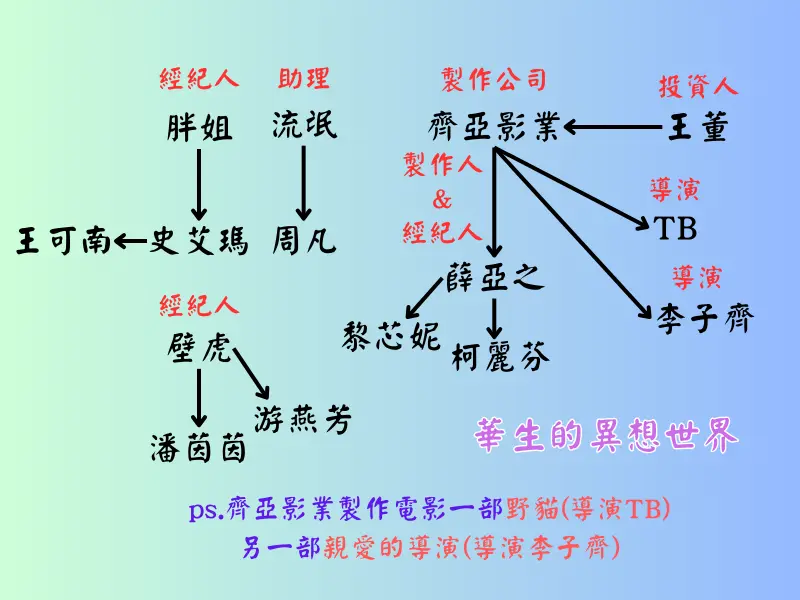 經紀人
助理
製作公司
投資人
胖姐
流氓
齊亞影業
王董
製作人
&
經紀人
導演
TB
王可南
史艾瑪
周凡
薛亞之
導演
李子齊
經紀人
壁虎
黎芯妮
柯麗芬
游燕芳
潘茵茵
華生的異想世界
ps.齊亞影業製作電影一部野貓(導演TB)
另一部親愛的導演(導演李子齊)